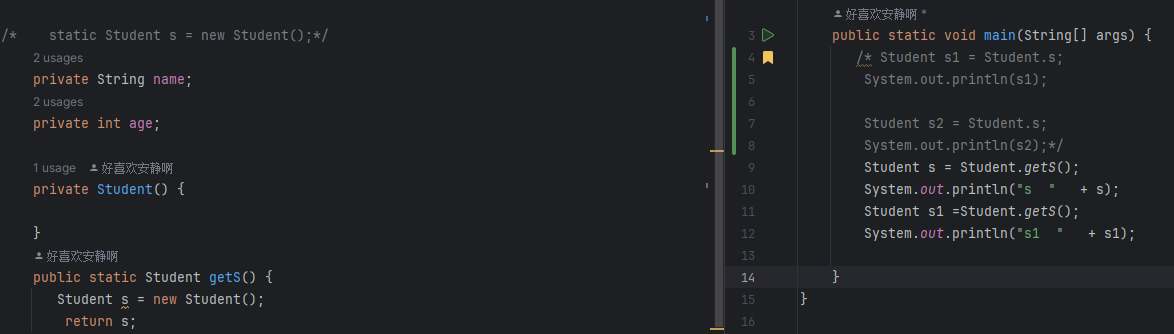 /*    static Student s = new Student();*/
2 usages
private String name;
2 usages
private int age;
1 usage   好喜欢安静啊
private Student() {
}
好喜欢安静啊
public static Student getS() {
Student s = new Student();
return s;
好喜欢安静啊 *
3 public static void main(String[] args) {
4 /* Student s1 = Student.s;
5 System.out.println(s1);
6
7 Student s2 = Student.s;
8 System.out.println(s2);*/
9 Student s = Student.getS();
10 System.out.println("s  "   + s);
11 Student s1 =Student.getS();
12 System.out.println("s1  "   + s1);
13
14 }
15 }
16